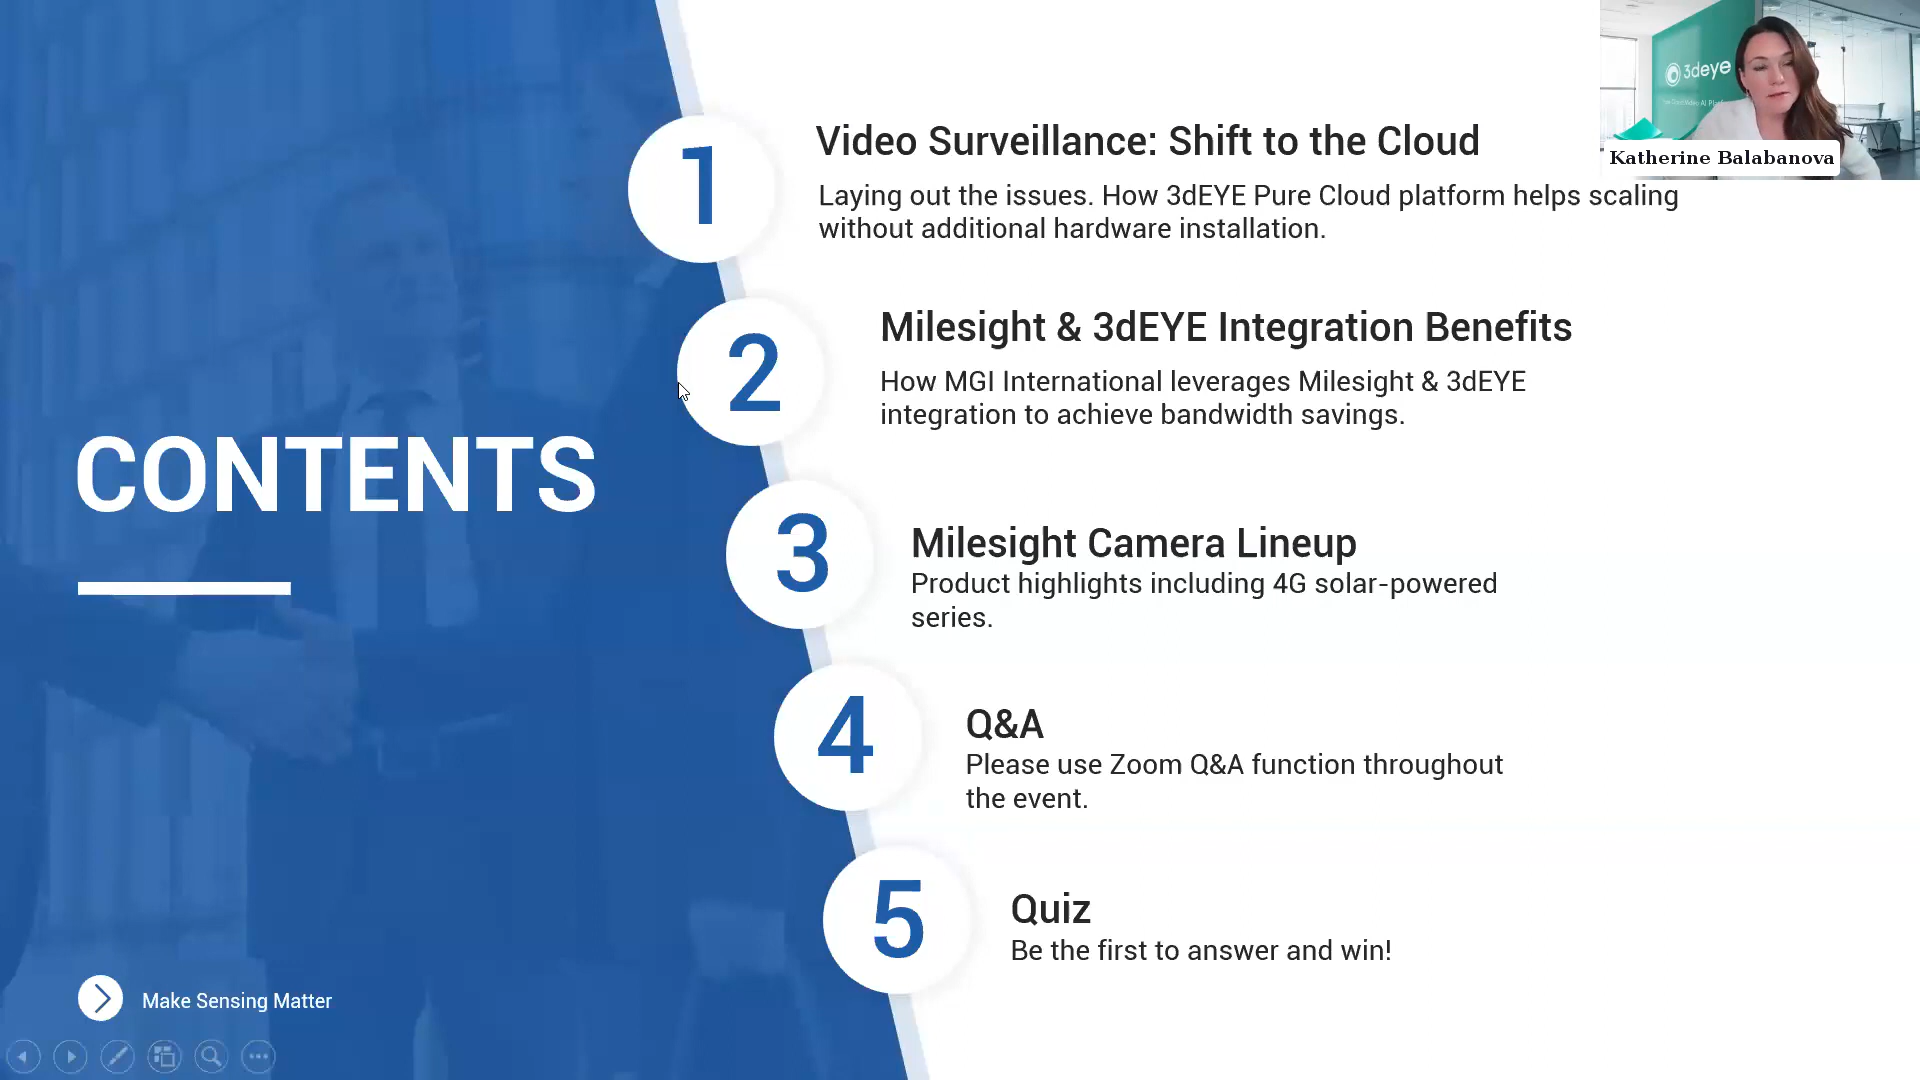 3deye
Katherine Balabanova
CONTENTS
Make Sensing Matter
1
Video Surveillance: Shift to the Cloud
Laying out the issues. How 3dEYE Pure Cloud platform helps scaling
without additional hardware installation.
2
Milesight & 3dEYE Integration Benefits
How MGI International leverages Milesight & 3dEYE
integration to achieve bandwidth savings.
3
Milesight Camera Lineup
Product highlights including 4G solar-powered
series.
4
Q&A
Please use Zoom Q&A function throughout
the event.
5
Quiz
Be the first to answer and win!